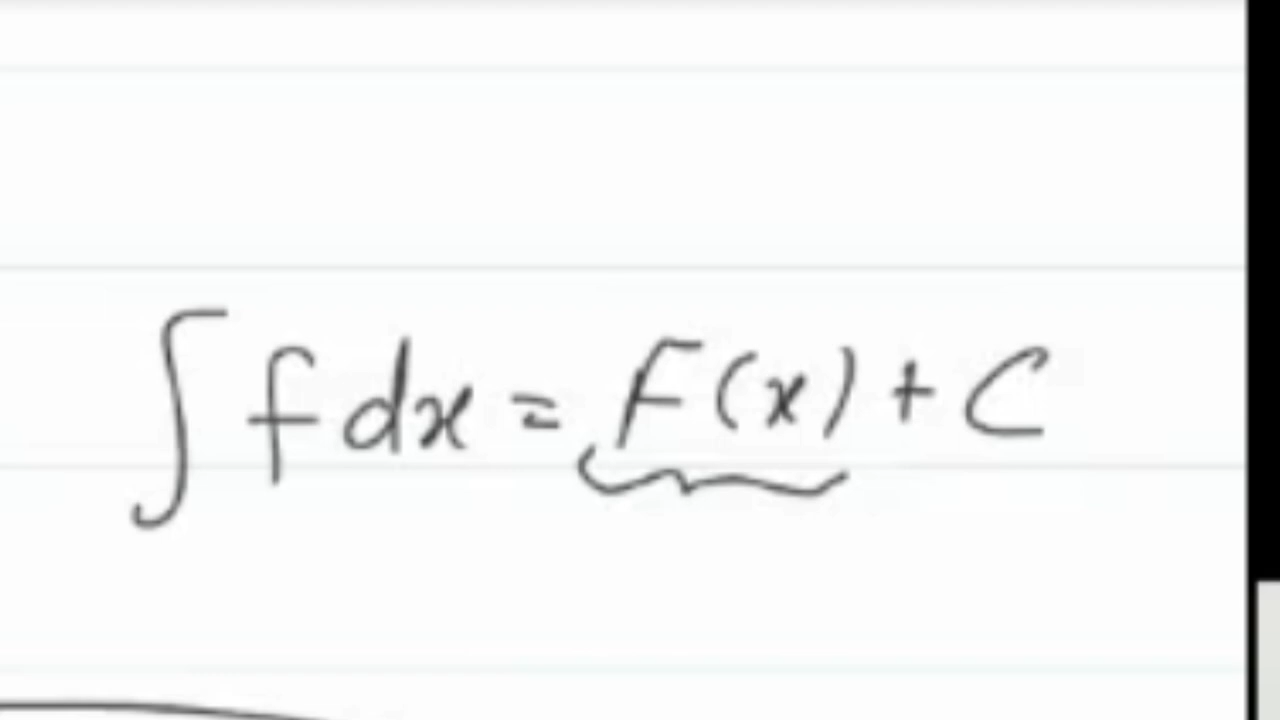 ∫ f dx = F(x) + C